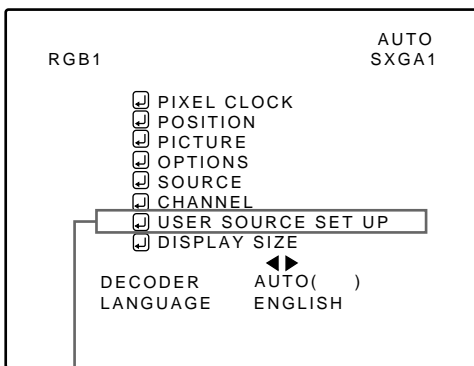 AUTO
RGB1 SXGA1
PIXEL CLOCK
POSITION
PICTURE
OPTIONS
SOURCE
CHANNEL
USER SOURCE SET UP
DISPLAY SIZE
DECODER AUTO( )
LANGUAGE ENGLISH